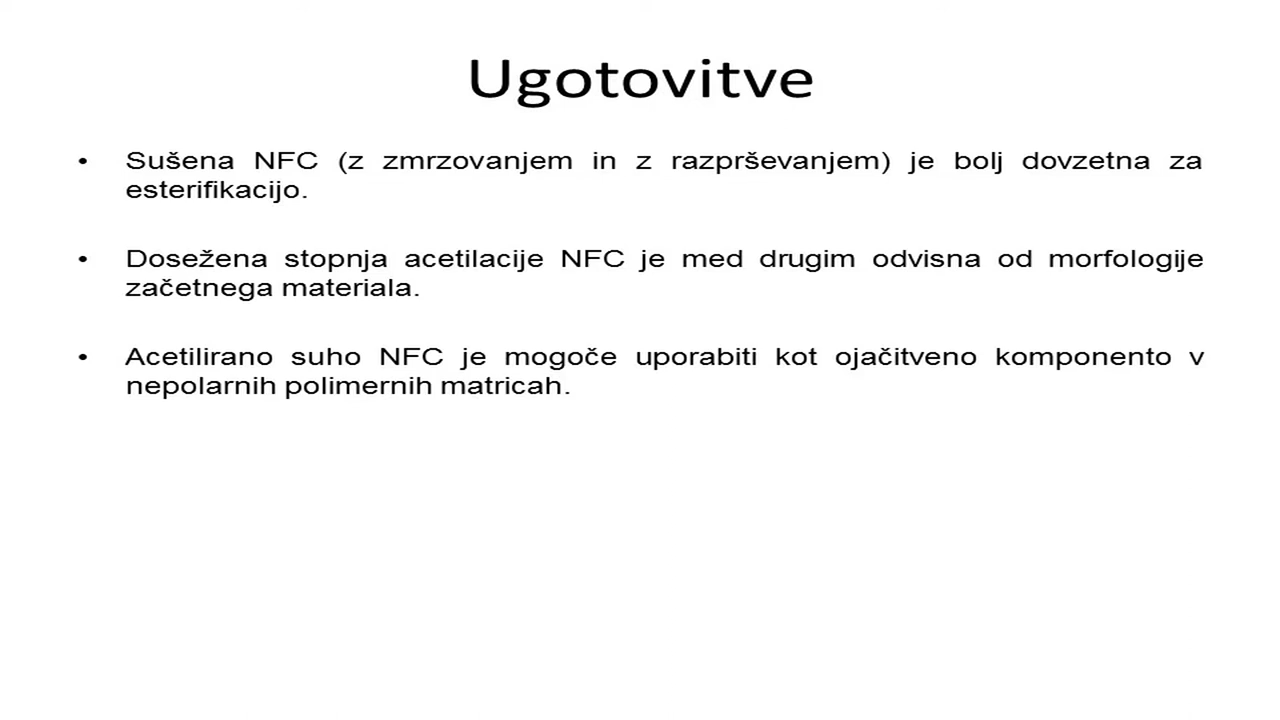 Ugotovitve
• Sušena NFC (z zmrzovanjem in z razprševanjem) je bolj dovzetna za
esterifikacijo.
• Dosežena stopnja acetilacije NFC je med drugim odvisna od morfologije
začetnega materiala.
• Acetilirano suho NFC je mogoče uporabiti kot ojačitveno komponento v
nepolarnih polimernih matricah.